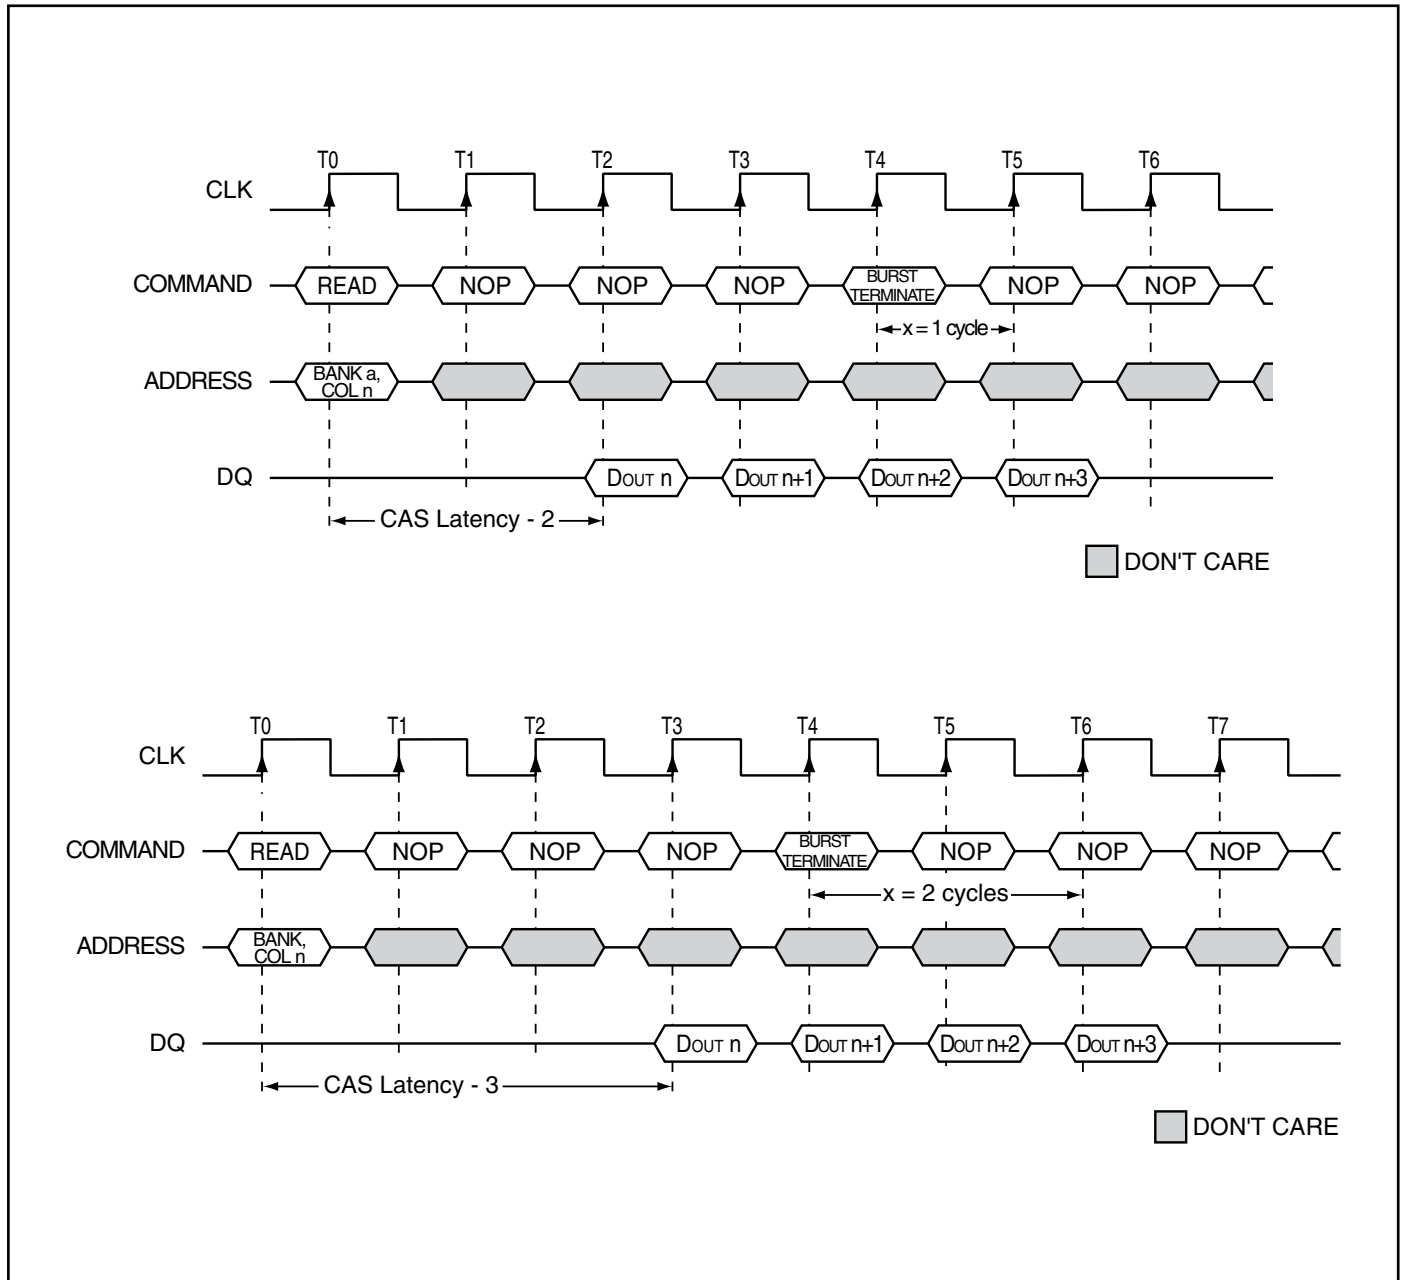 T0 T1 T2 T3 T4 T5 T6
CLK
COMMAND READ NOP NOP NOP BURST TERMINATE NOP NOP
x = 1 cycle
ADDRESS BANK a, COL n
DQ DOUT n DOUT n+1 DOUT n+2 DOUT n+3
CAS Latency - 2
DON'T CARE
T0 T1 T2 T3 T4 T5 T6 T7
CLK
COMMAND READ NOP NOP NOP BURST TERMINATE NOP NOP NOP
x = 2 cycles
ADDRESS BANK, COL n
DQ DOUT n DOUT n+1 DOUT n+2 DOUT n+3
CAS Latency - 3
DON'T CARE